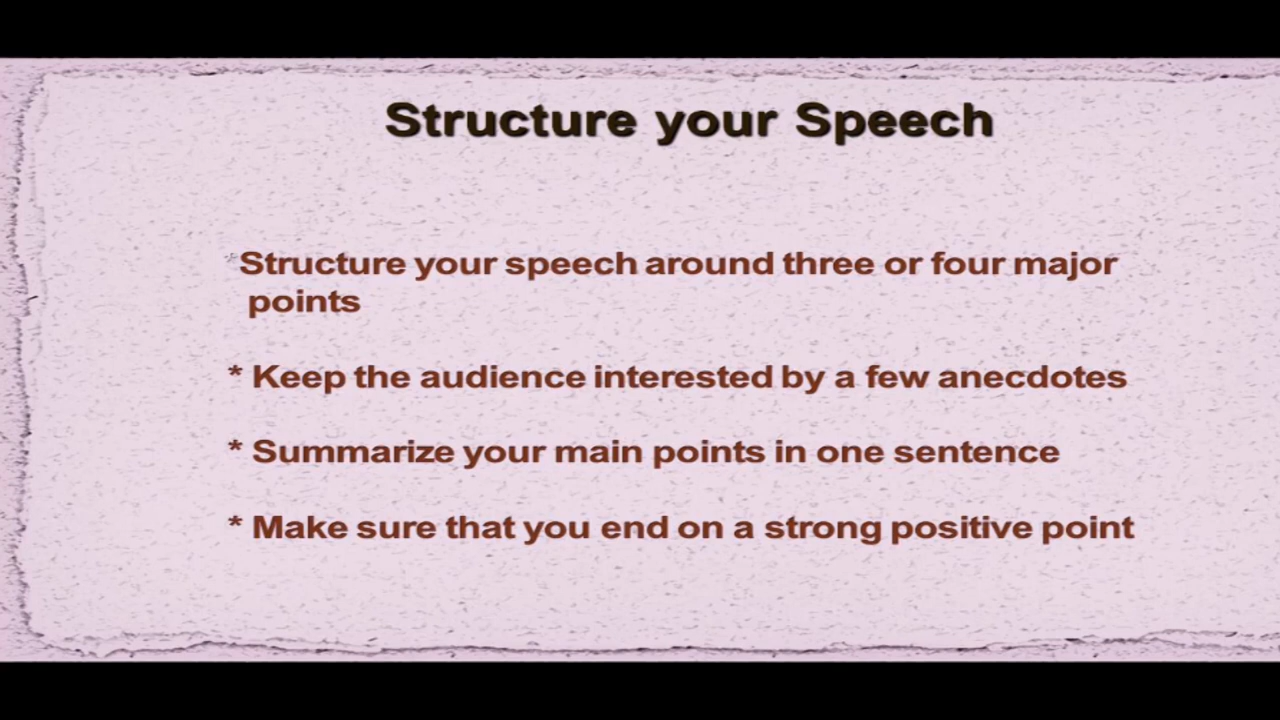 Structure your Speech
*Structure your speech around three or four major
points
* Keep the audience interested by a few anecdotes
* Summarize your main points in one sentence
* Make sure that you end on a strong positive point